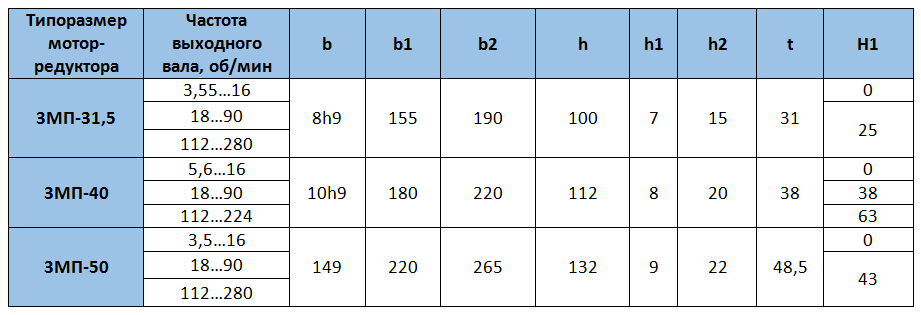 Типоразмер мотор-редуктора Частота выходного вала, об/мин b b1 b2 h h1 h2 t H1
3МП-31,5 3,55…16 8h9 155 190 100 7 15 31 0
18…90 25
112…280
3МП-40 5,6…16 10h9 180 220 112 8 20 38 0
18…90 38
112…224 63
3МП-50 3,5…16 149 220 265 132 9 22 48,5 0
18…90 43
112…280